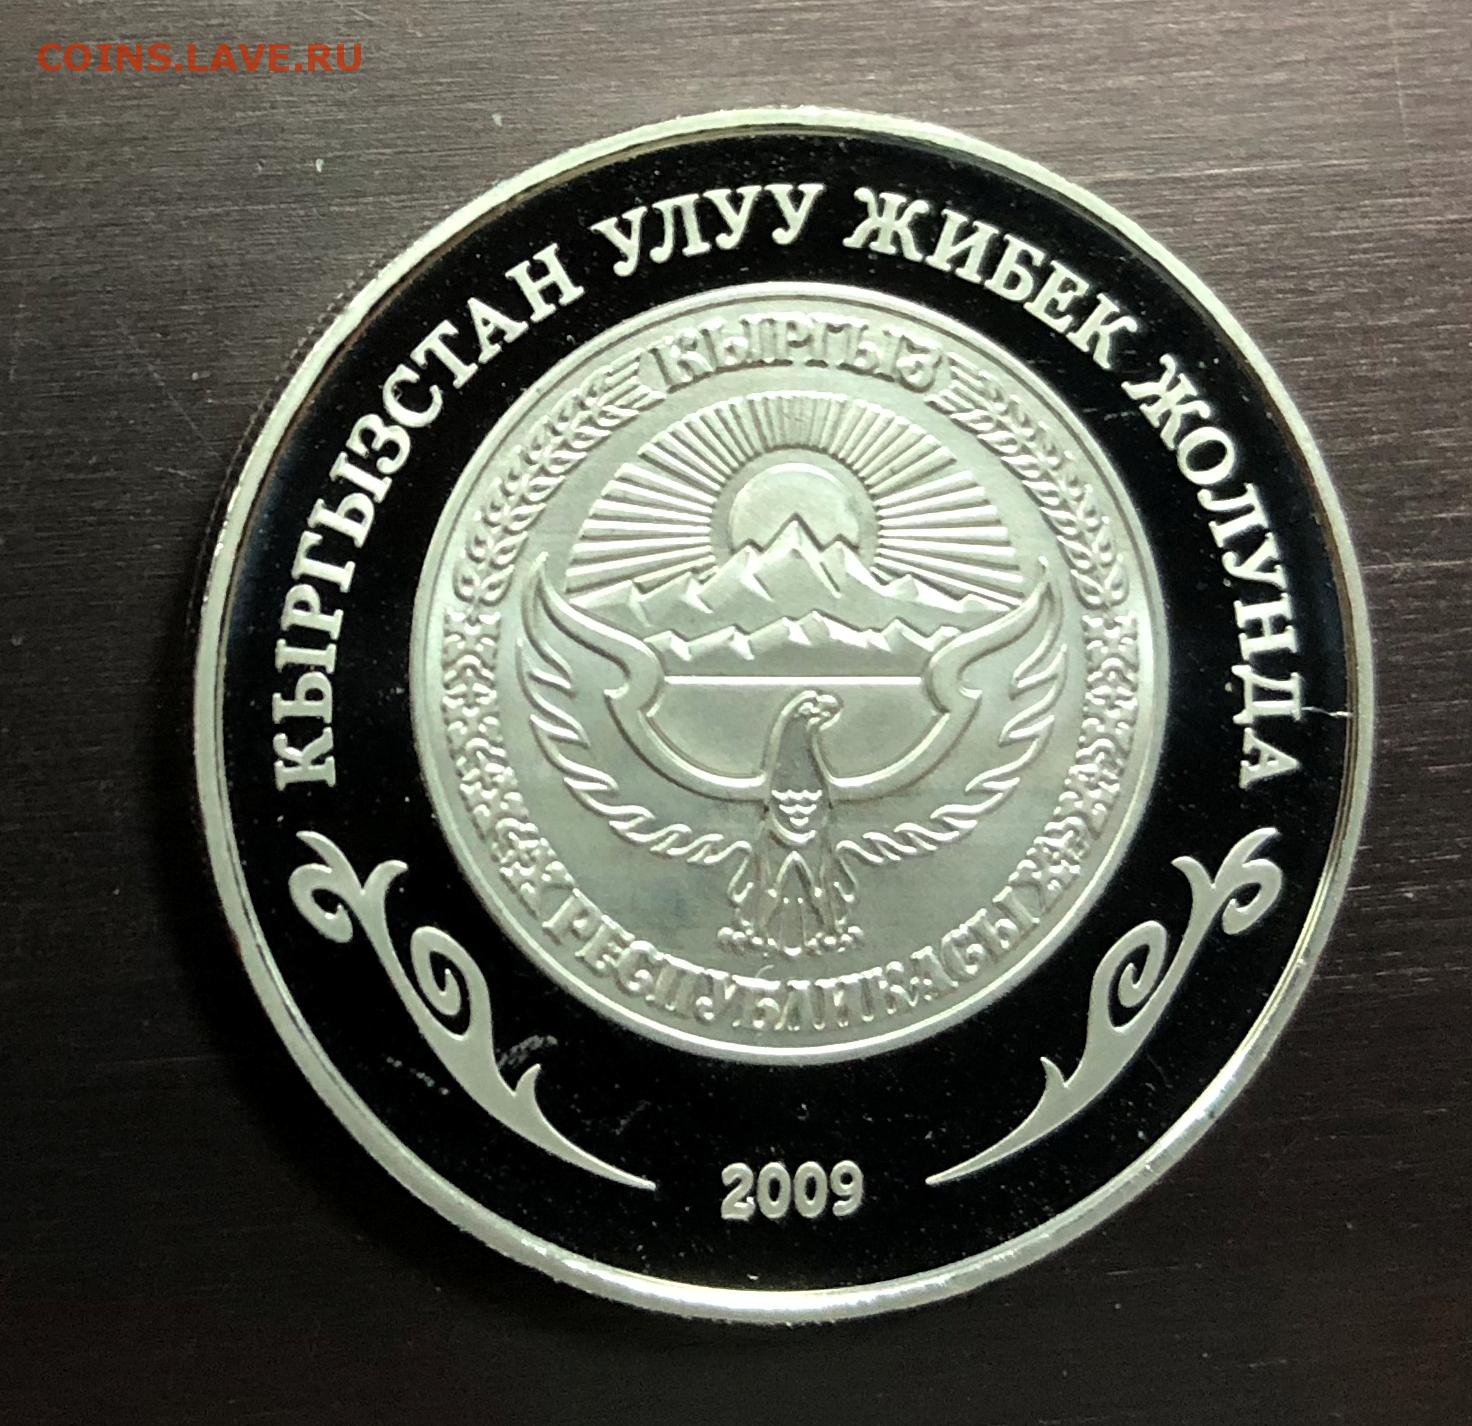 COINS.LAVE.RU
КЫРГЫЗСТАН УЛУУ ЖИБЕК ЖОЛУНДА
КЫРГЫЗ
РЕСПУБЛИКАСЫ
2009